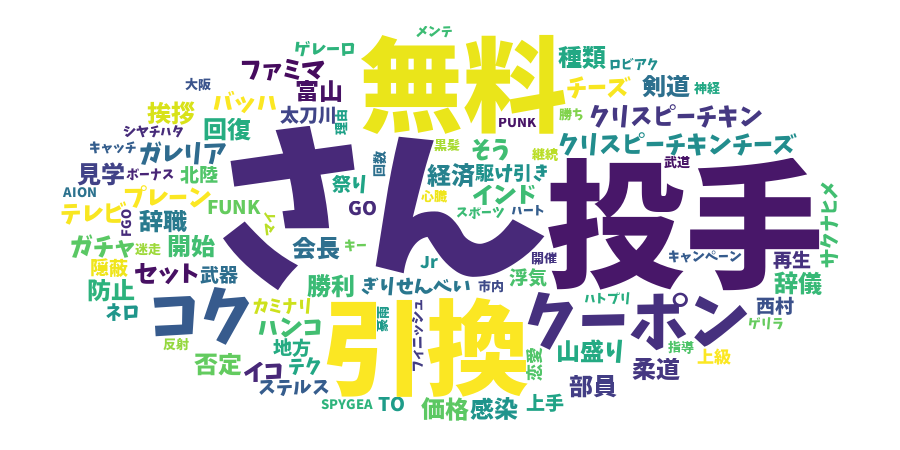 メンテ
ゲレーロ
無料
種類
ロビアク
ファミマ
大阪
富山
チーズ
剣道
神経
バッハ
挨拶
太刀川
理由
PUNK
勝ち
クリスピーチキン
シヤチハタ
回復
さん
黒髪
そう
クリスピーチキンチーズ
キャッチ
ガレリア
回数
継続
武道
投手
見学
ボーナス
北陸
祭り
経済
駆け引き
AION
プレーン
心臓
インド
サクナヒメ
テレビ
FGO
辞職
FUNK
GO
スポーツ
ハート
マイ
ガチャ
迷走
開始
会長
キー
Jr
開催
キャンペーン
再生
隠蔽
セット
武器
浮気
辞儀
防止
勝利
ぎりせんべい
市内
ネロ
コク
カミナリ
豪雨
引換
フィニッシュ
クーポン
ハトプリ
西村
ゲリラ
ハンコ
反射
地方
山盛り
指導
上級
否定
イコ
テク
恋愛
柔道
ステルス
部員
SPYGEA
TO
価格
感染
上手